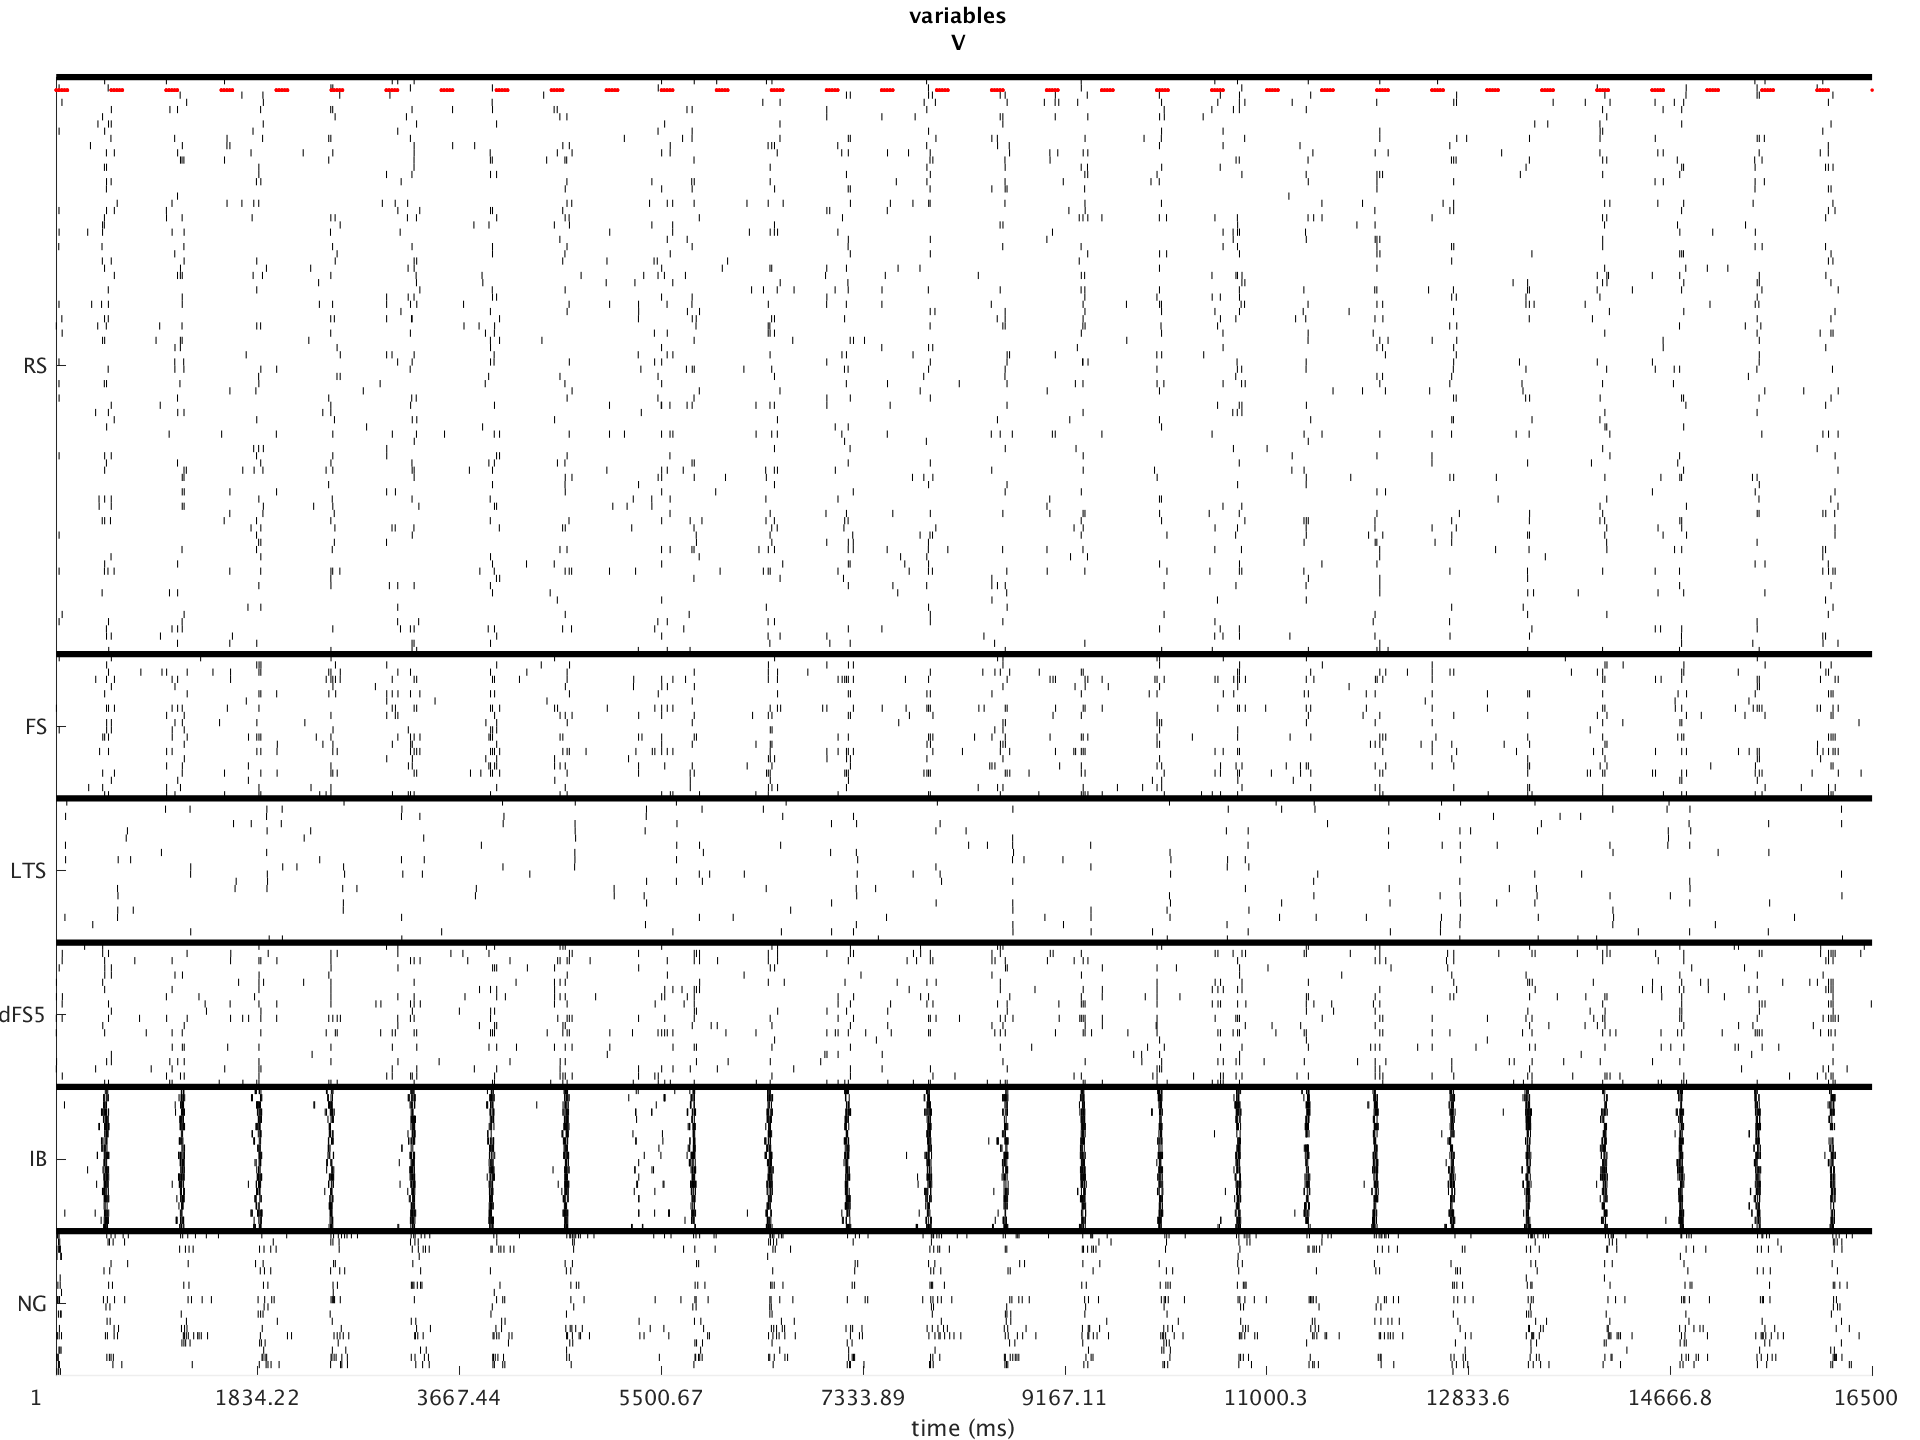 variables
V
RS
FS
LTS
dFS5
IB
NG
1 1834.22 3667.44 5500.67 7333.89 9167.11 11000.3 12833.6 14666.8 16500
time (ms)